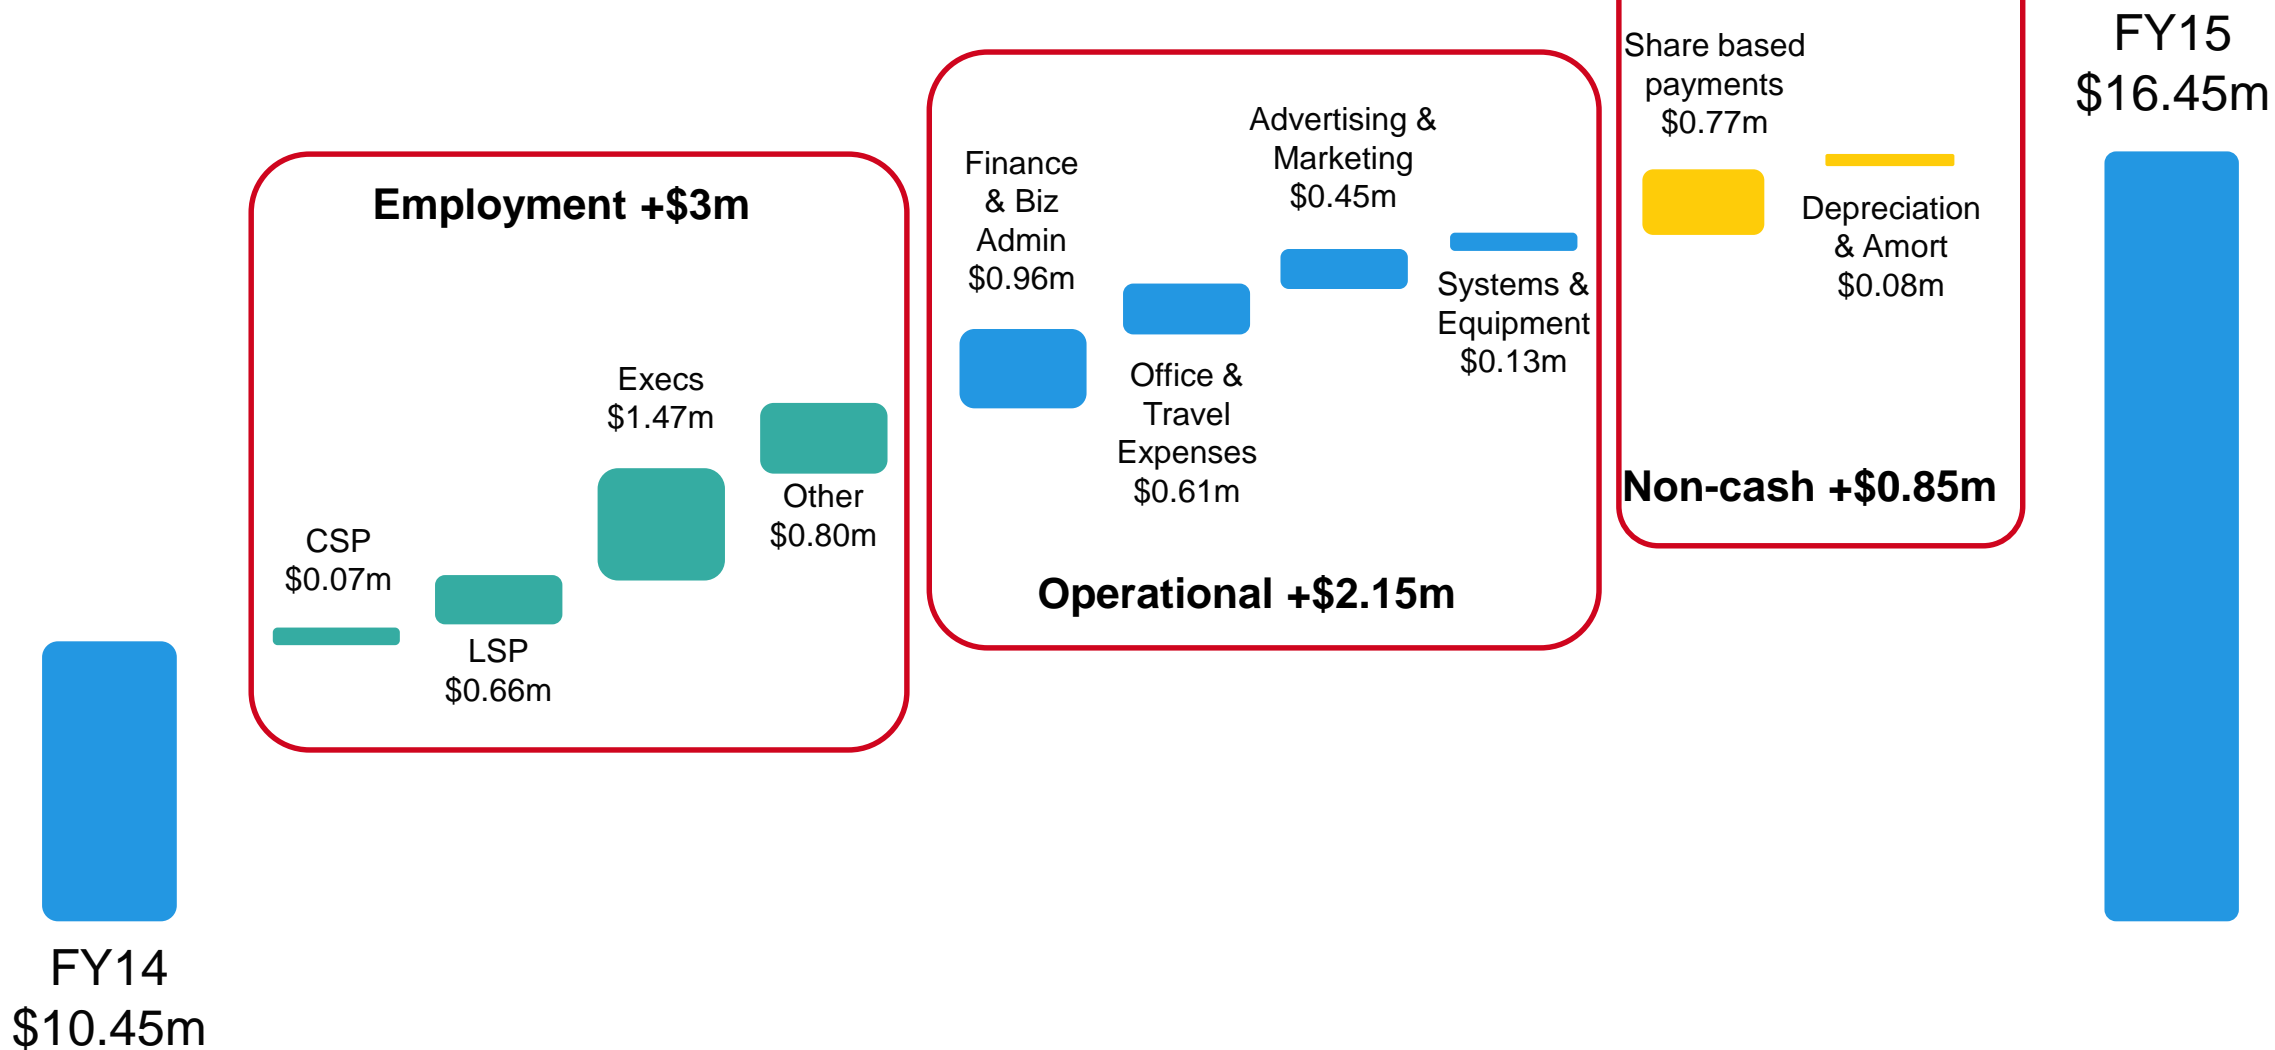 FY14
$10.45m
Employment +$3m
CSP
$0.07m
LSP
$0.66m
Execs
$1.47m
Other
$0.80m
Finance
& Biz
Admin
$0.96m
Office &
Travel
Expenses
$0.61m
Advertising &
Marketing
$0.45m
Systems &
Equipment
$0.13m
Operational +$2.15m
Share based
payments
$0.77m
Depreciation
& Amort
$0.08m
Non-cash +$0.85m
FY15
$16.45m